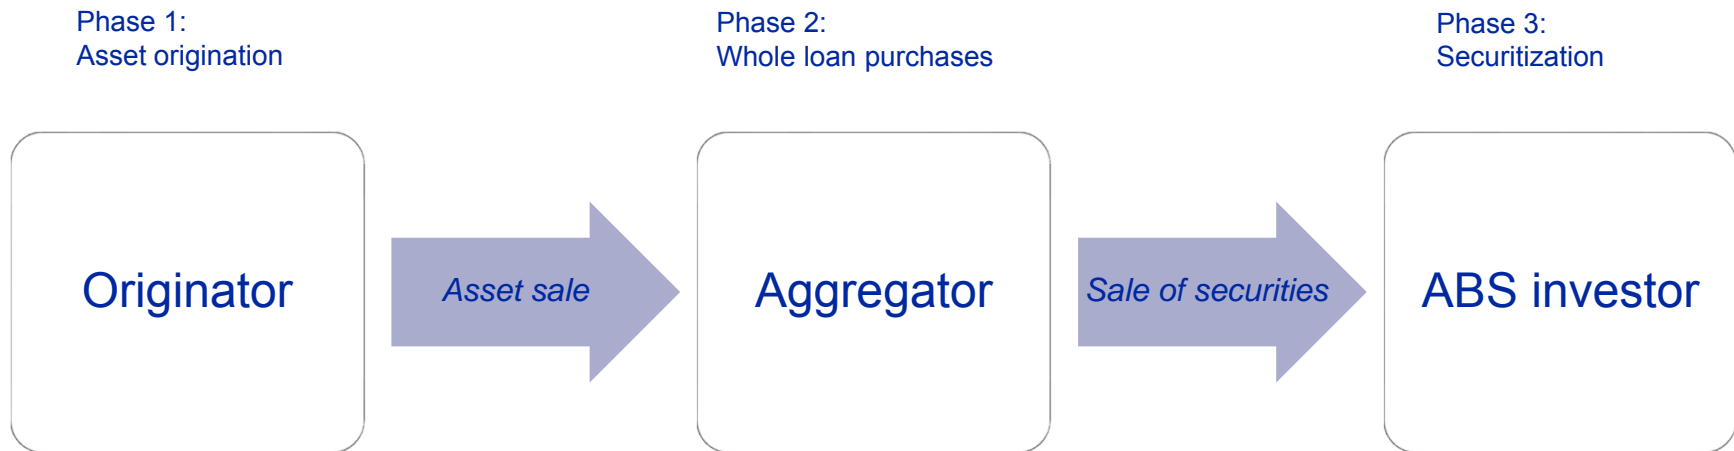 Phase 1:
Asset origination
Phase 2:
Whole loan purchases
Phase 3:
Securitization
Originator
Asset sale
Aggregator
Sale of securities
ABS investor